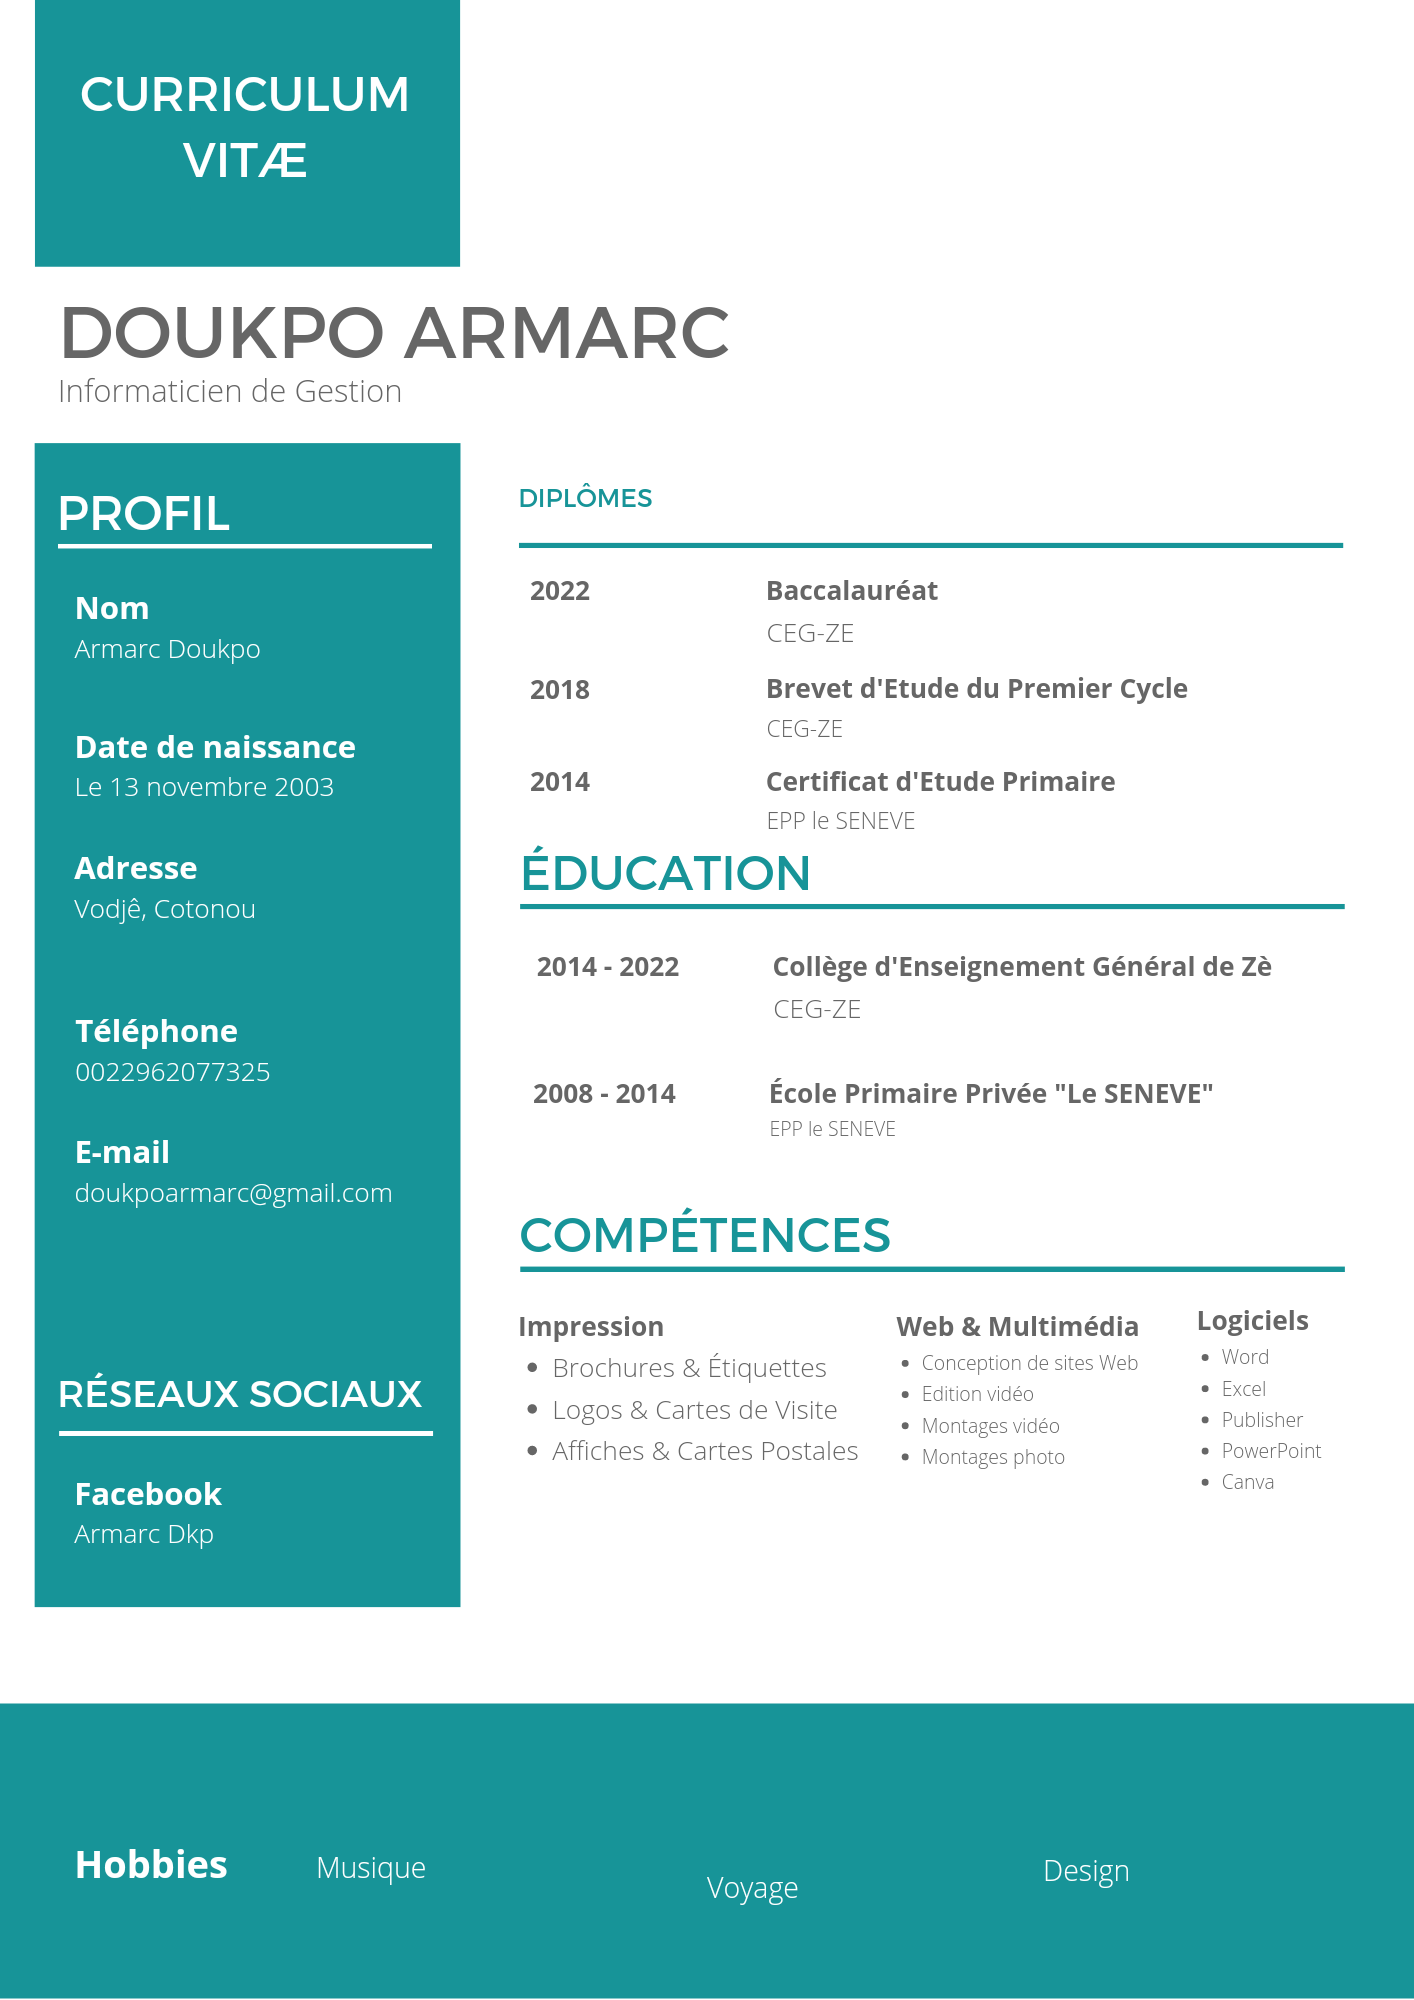 CURRICULUM
VITÆ
DOUKPO ARMARC
Informaticien de Gestion
PROFIL
Nom
Armarc Doukpo
Date de naissance
Le 13 novembre 2003
Adresse
Vodjê, Cotonou
Téléphone
0022962077325
E-mail
doukpoarmarc@gmail.com
RÉSEAUX SOCIAUX
Facebook
Armarc Dkp
DIPLÔMES
2022 Baccalauréat
CEG-ZE
2018 Brevet d'Etude du Premier Cycle
CEG-ZE
2014 Certificat d'Etude Primaire
EPP le SENEVE
ÉDUCATION
2014 - 2022 Collège d'Enseignement Général de Zè
CEG-ZE
2008 - 2014 École Primaire Privée "Le SENEVE"
EPP le SENEVE
COMPÉTENCES
Impression
• Brochures & Étiquettes
• Logos & Cartes de Visite
• Affiches & Cartes Postales
Web & Multimédia
• Conception de sites Web
• Edition vidéo
• Montages vidéo
• Montages photo
Logiciels
• Word
• Excel
• Publisher
• PowerPoint
• Canva
Hobbies Musique Voyage Design